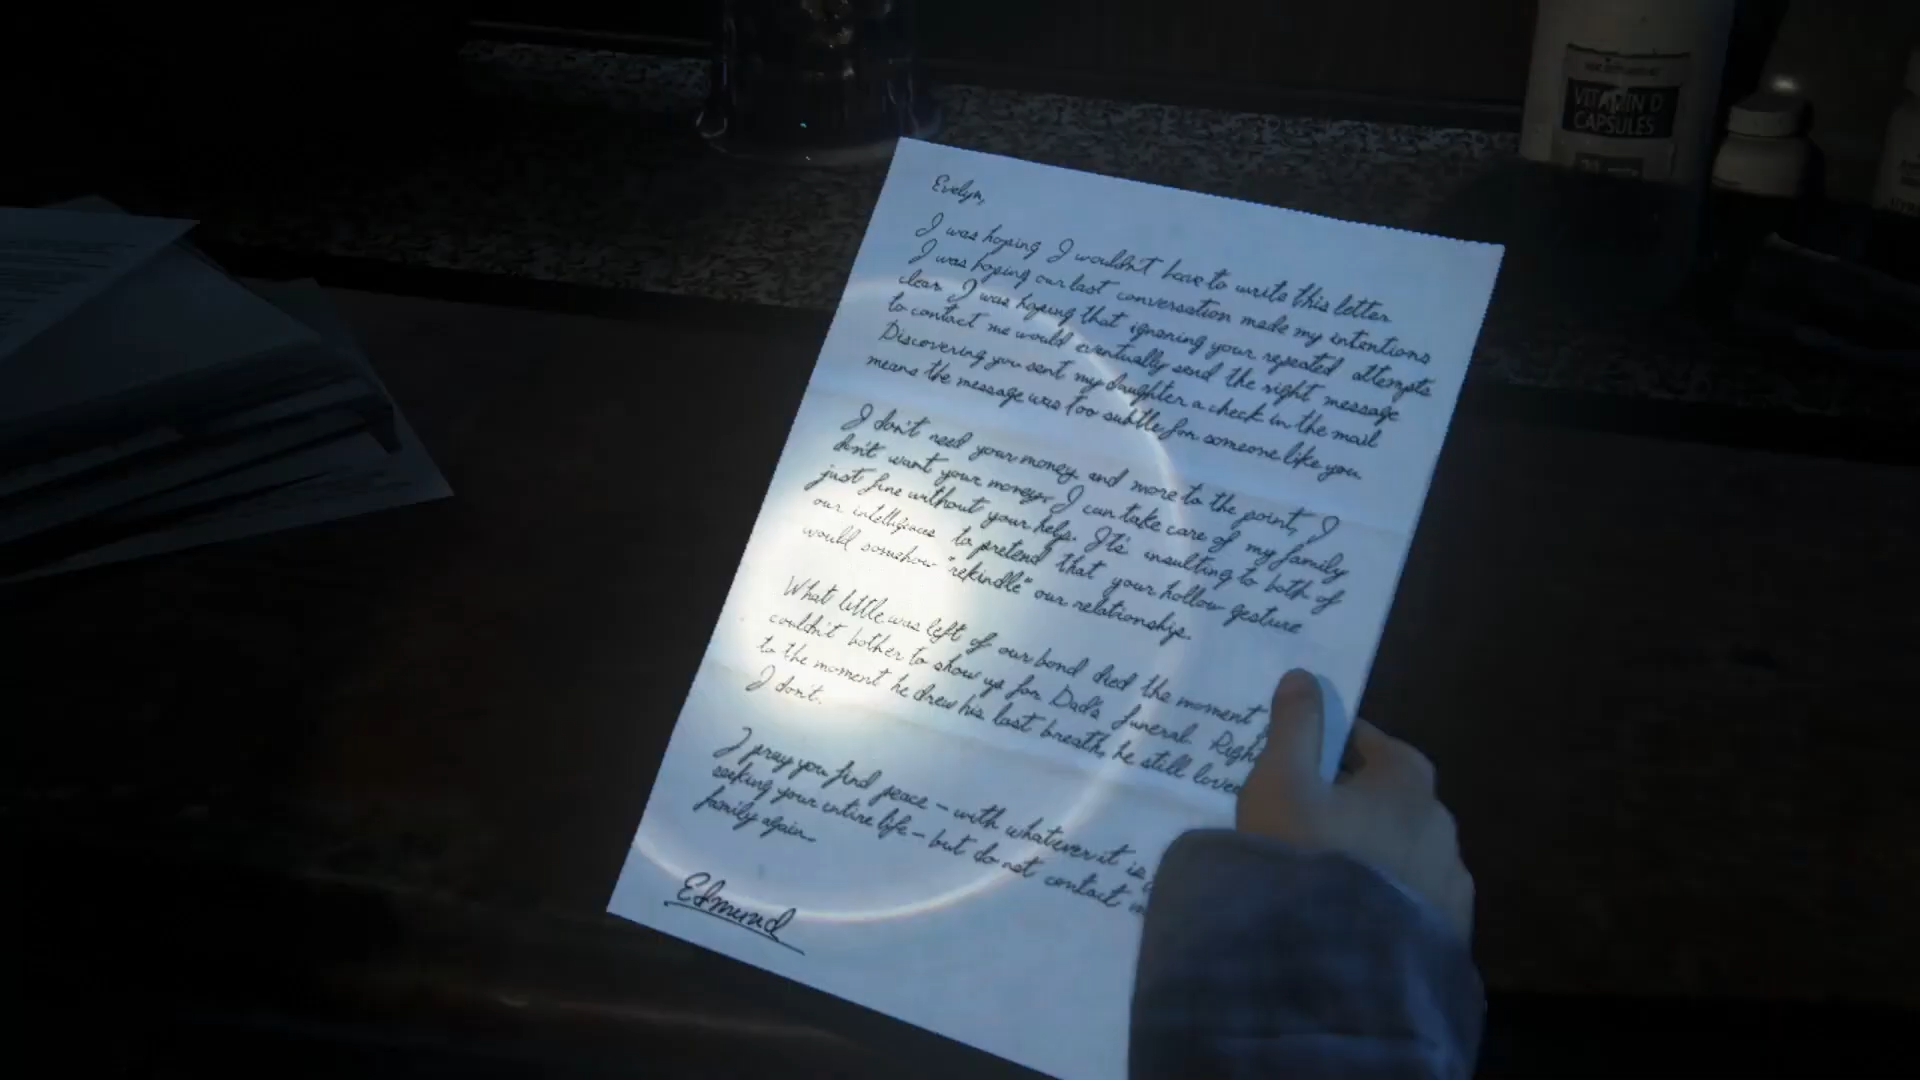 Evelyn,
I was hoping I wouldn't have to write this letter
I was hoping our last conversation made my intentions
clear. I was hoping that ignoring your repeated attempts
to contact me would eventually send the right message
Discovering you sent my daughter a check in the mail
means the message was too subtle for someone like you.
I don't need your money, and more to the point, I
don't want your money. I can take care of my family
just fine without your help. It's insulting to both of
our intelligences to pretend that your hollow gesture
would somehow "rekindle" our relationship.
What little was left of our bond died the moment
couldn't bother to show up for Dad's funeral. Right
to the moment he drew his last breath, he still loved
I don't.
I pray you find peace - with whatever it is
seeking your entire life - but do not contact
family again.
Edmund
VITAMIN D
CAPSULES